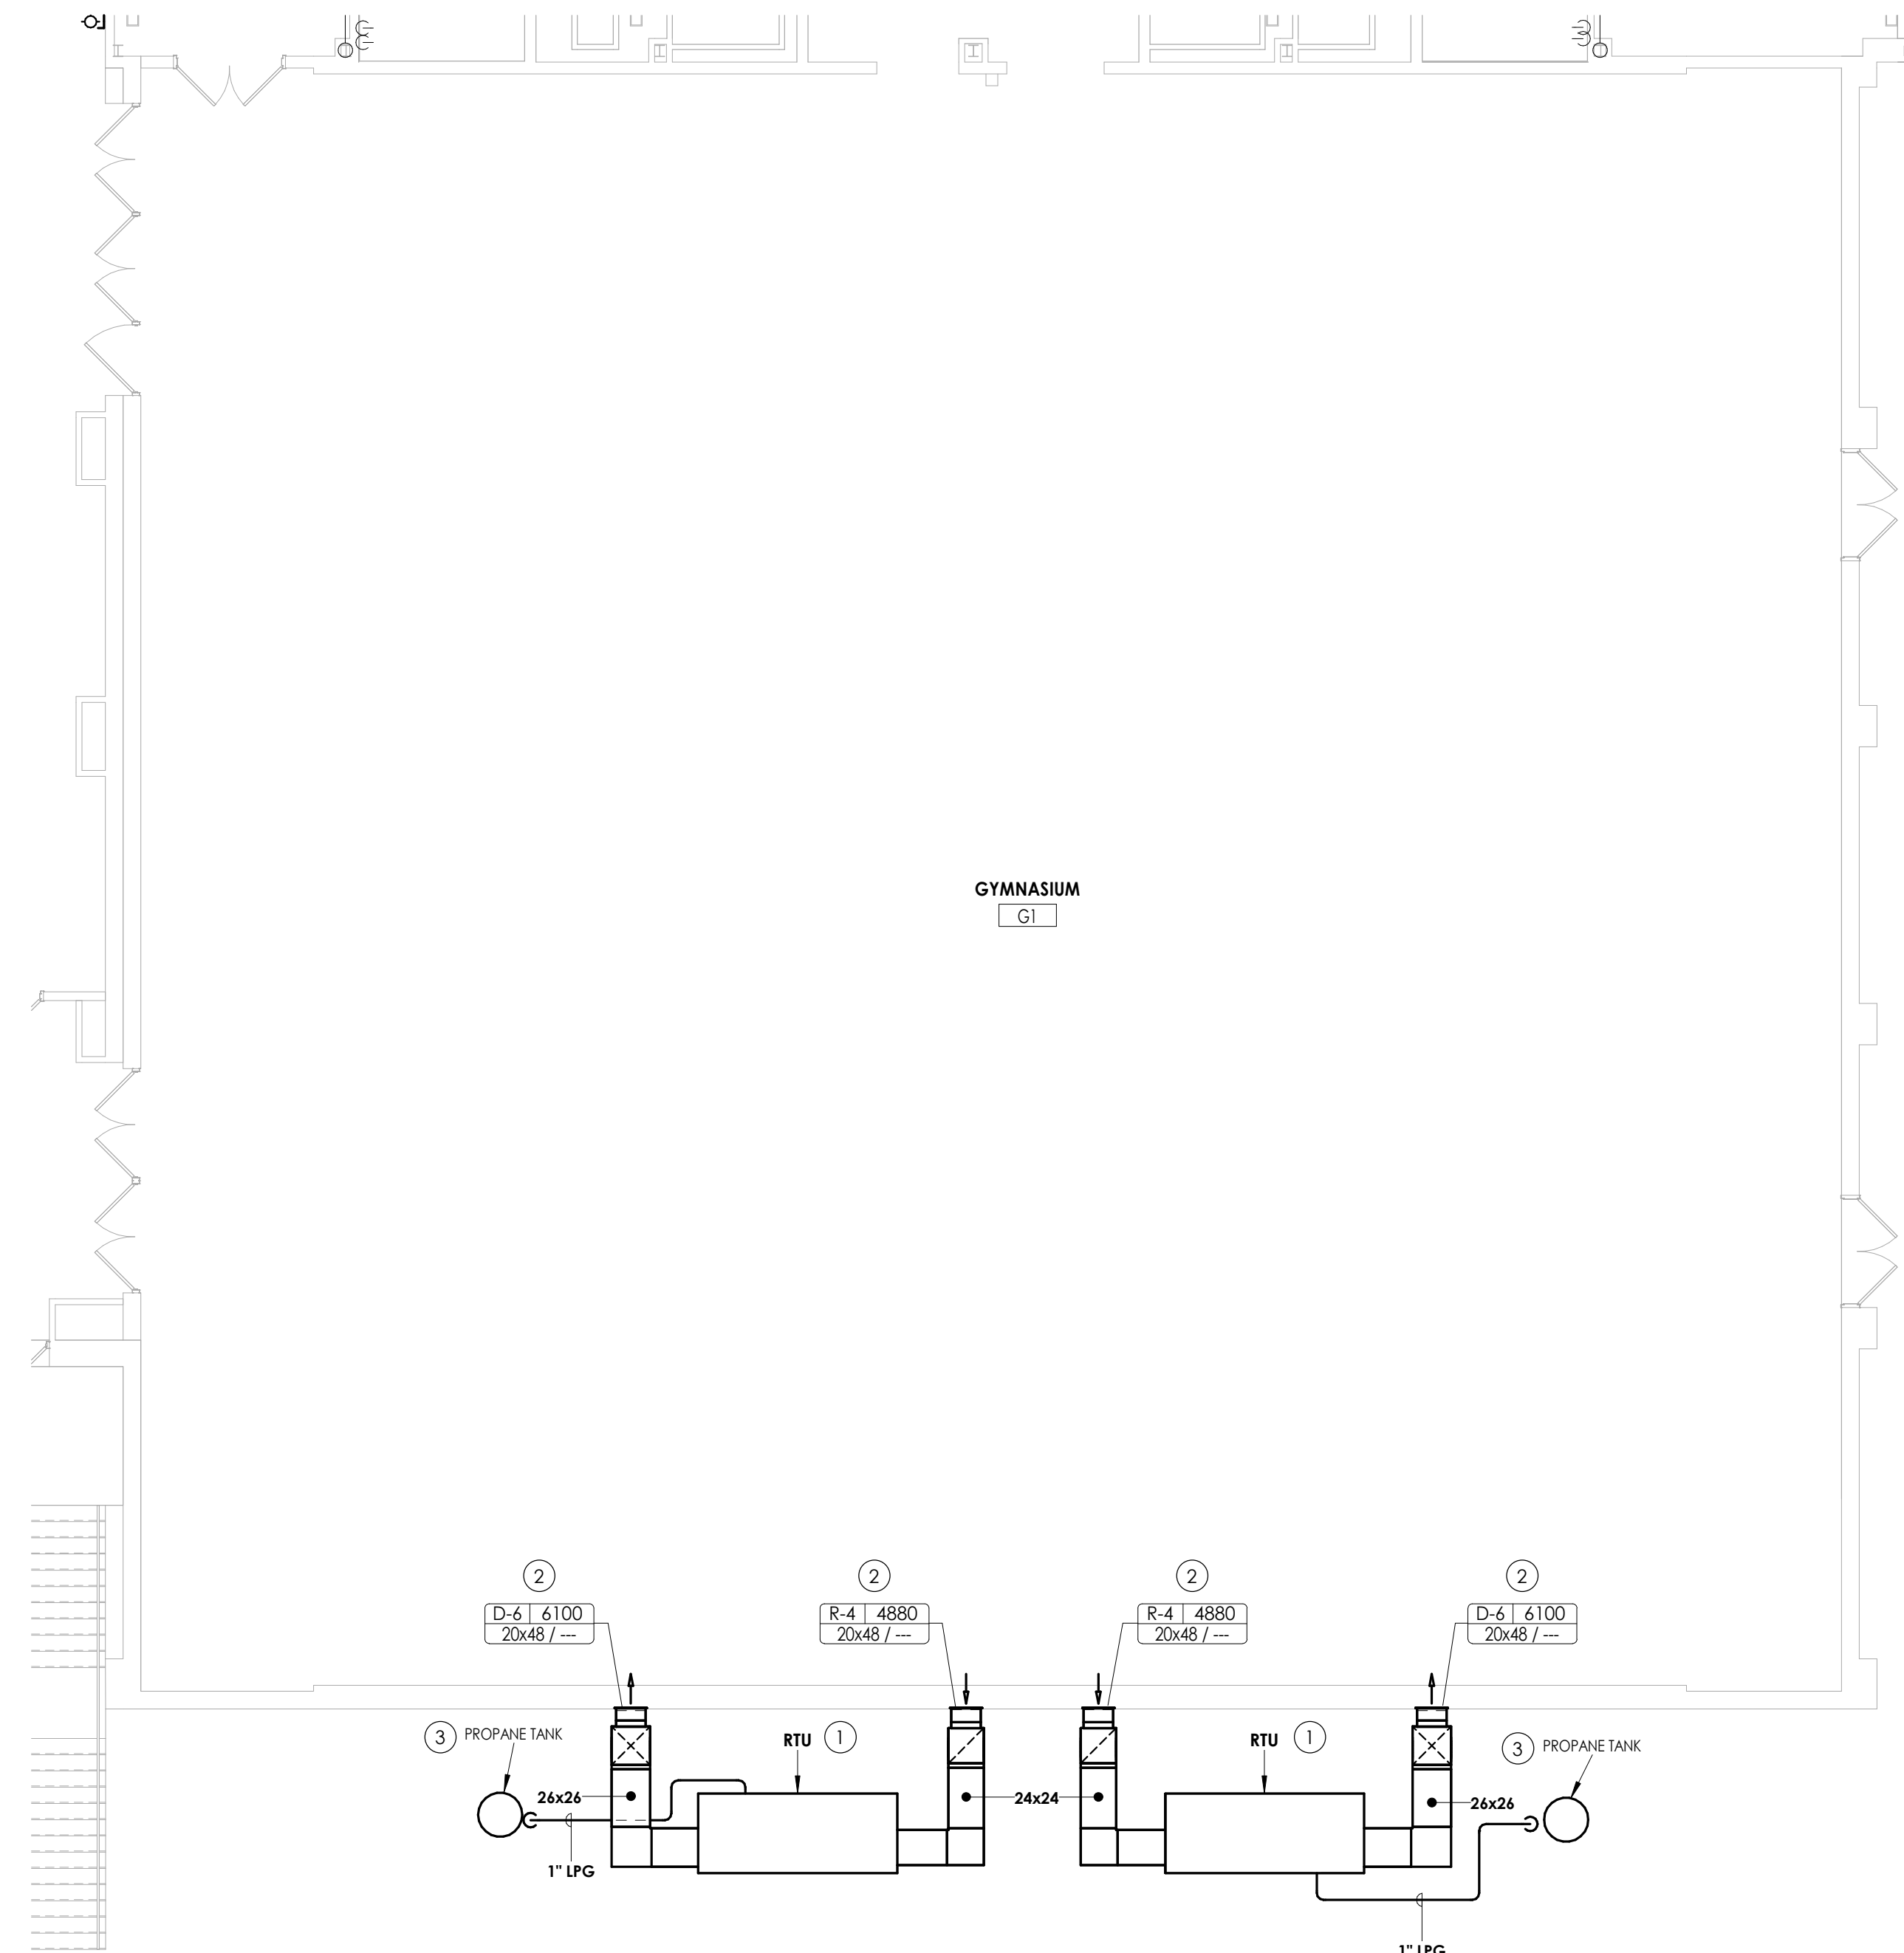 GYMNASIUM
G1
2
2
2
2
D-6 6100
20x48 / ---
R-4 4880
20x48 / ---
R-4 4880
20x48 / ---
D-6 6100
20x48 / ---
3 PROPANE TANK
RTU 1
RTU 1
3 PROPANE TANK
26x26
24x24
26x26
1" LPG
1" LPG